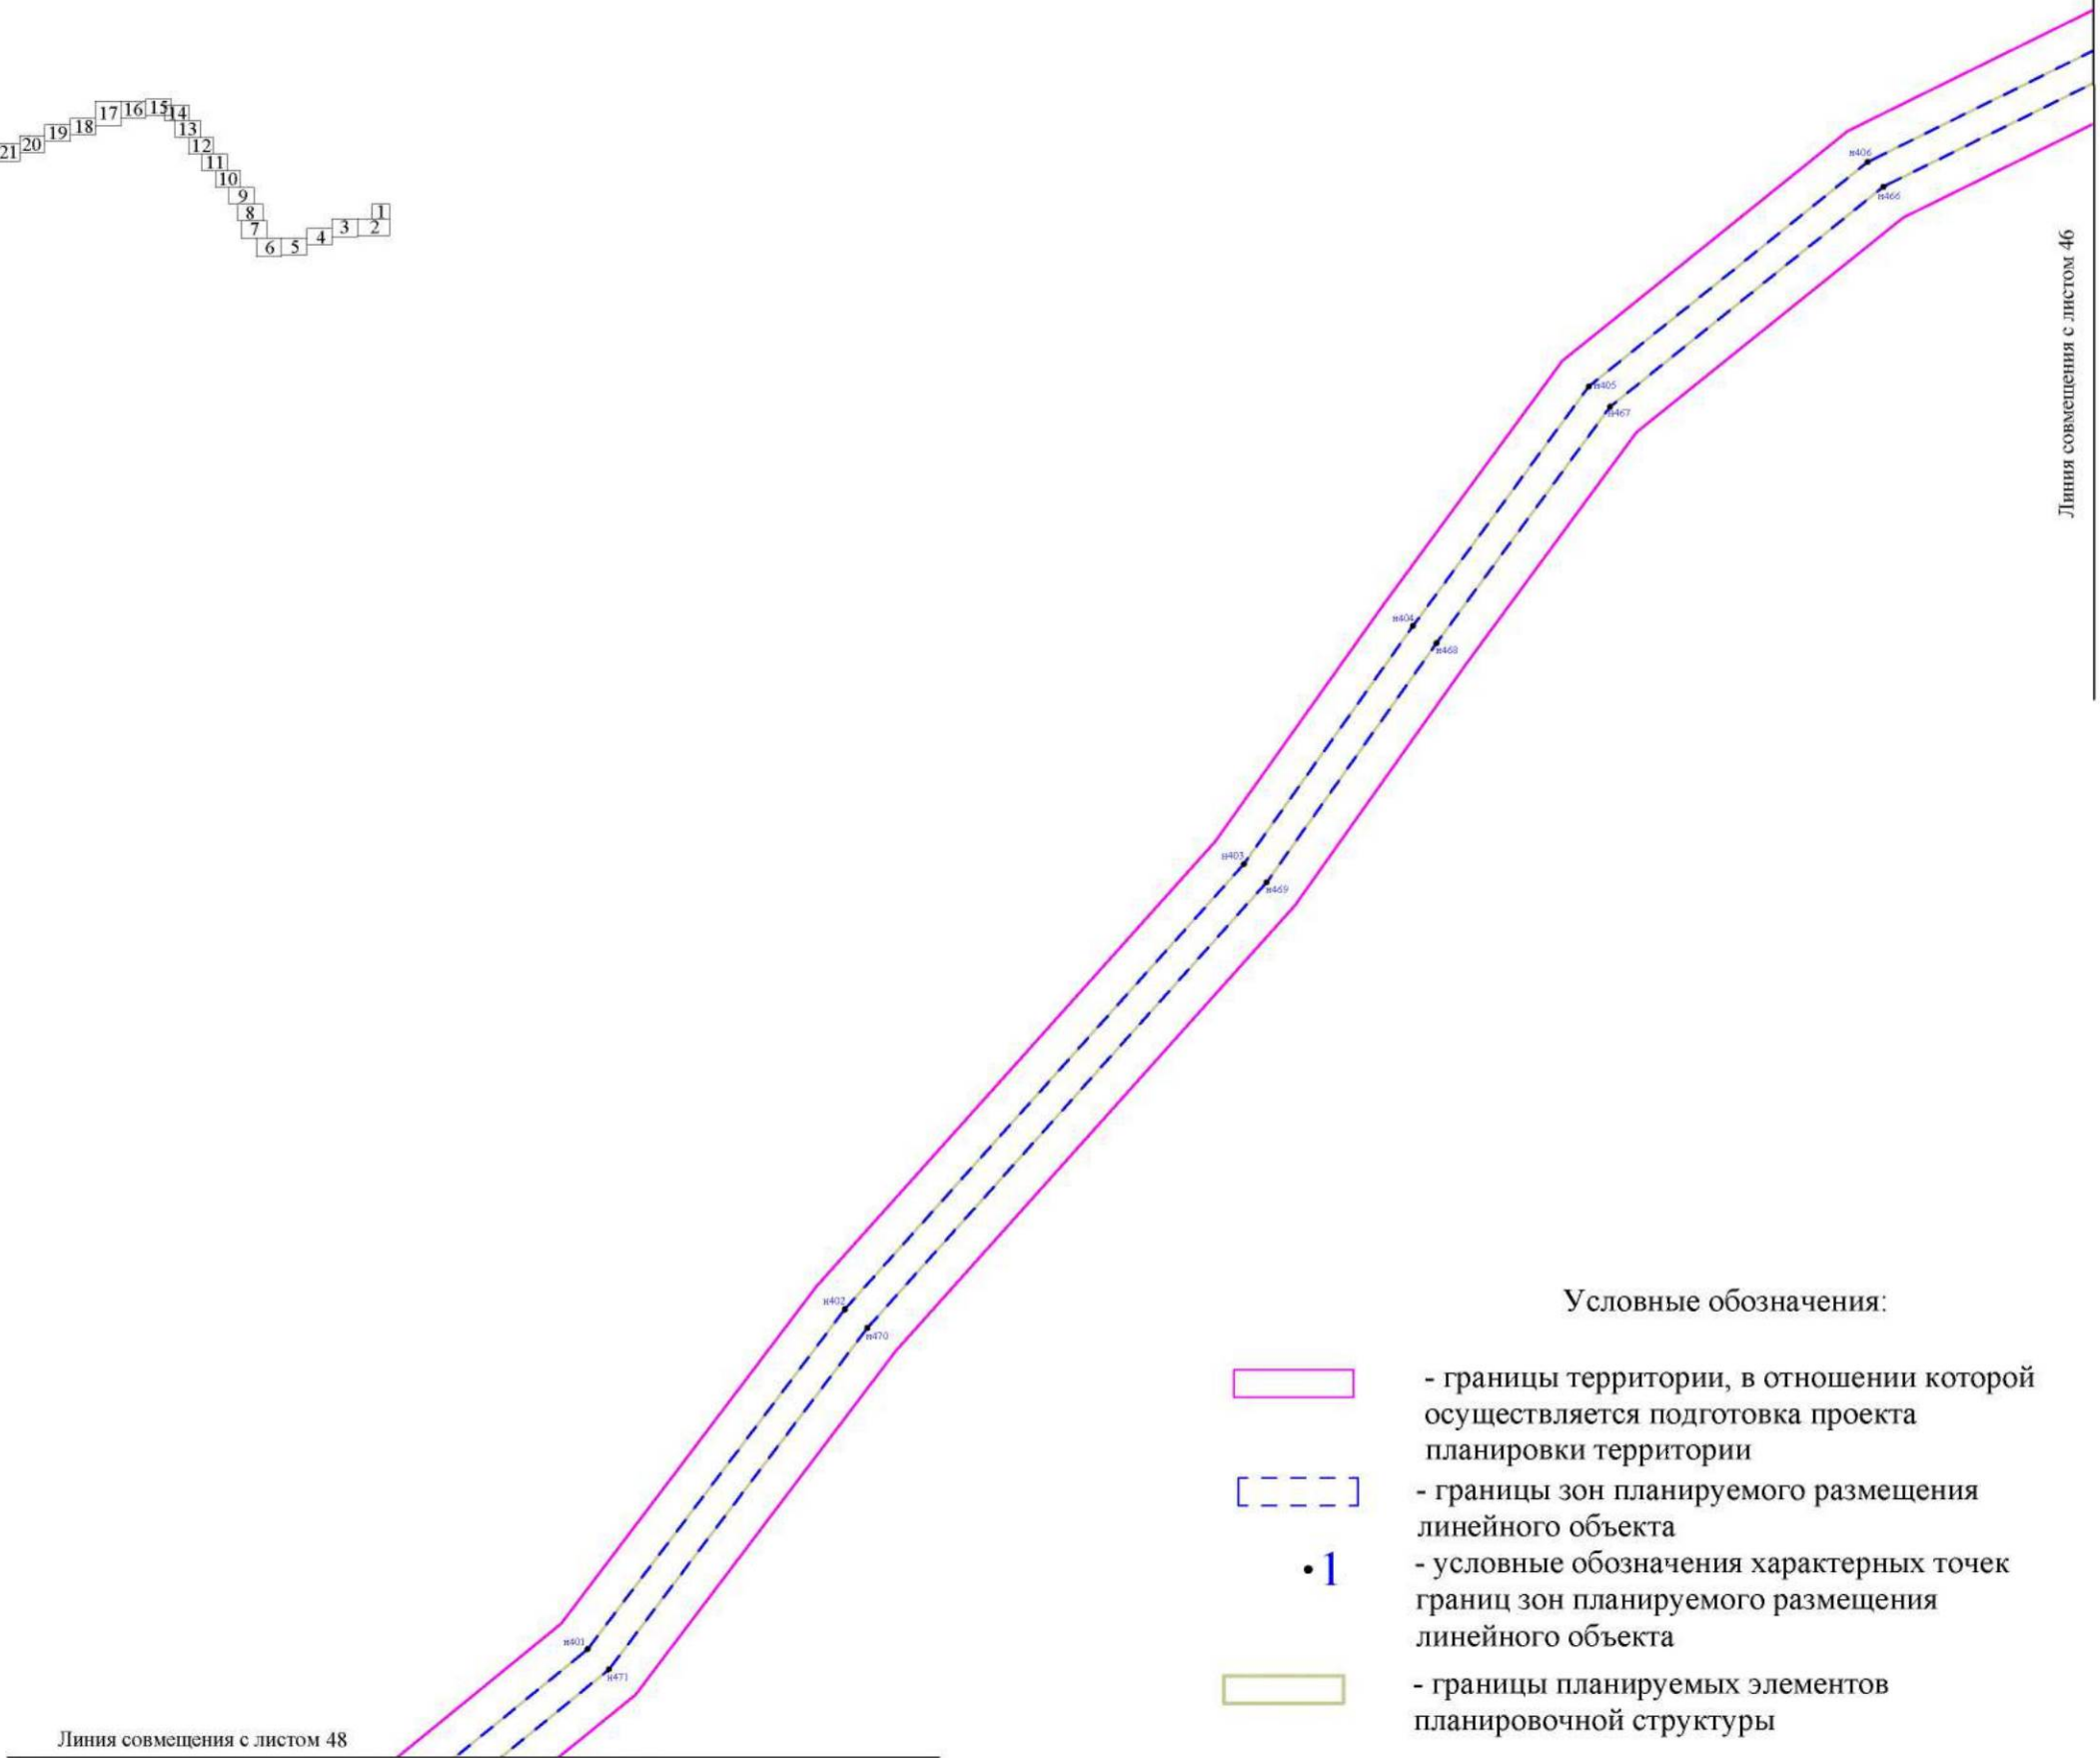 17
16
15
14
13
12
11
10
9
8
7
6
5
4
3
2
1
18
19
20
21
н406
н466
Линия совмещения с листом 46
н405
н467
н404
н468
н403
н469
н402
н470
н401
н471
Линия совмещения с листом 48
Условные обозначения:
- границы территории, в отношении которой
осуществляется подготовка проекта
планировки территории
- границы зон планируемого размещения
линейного объекта
1
- условные обозначения характерных точек
границ зон планируемого размещения
линейного объекта
- границы планируемых элементов
планировочной структуры